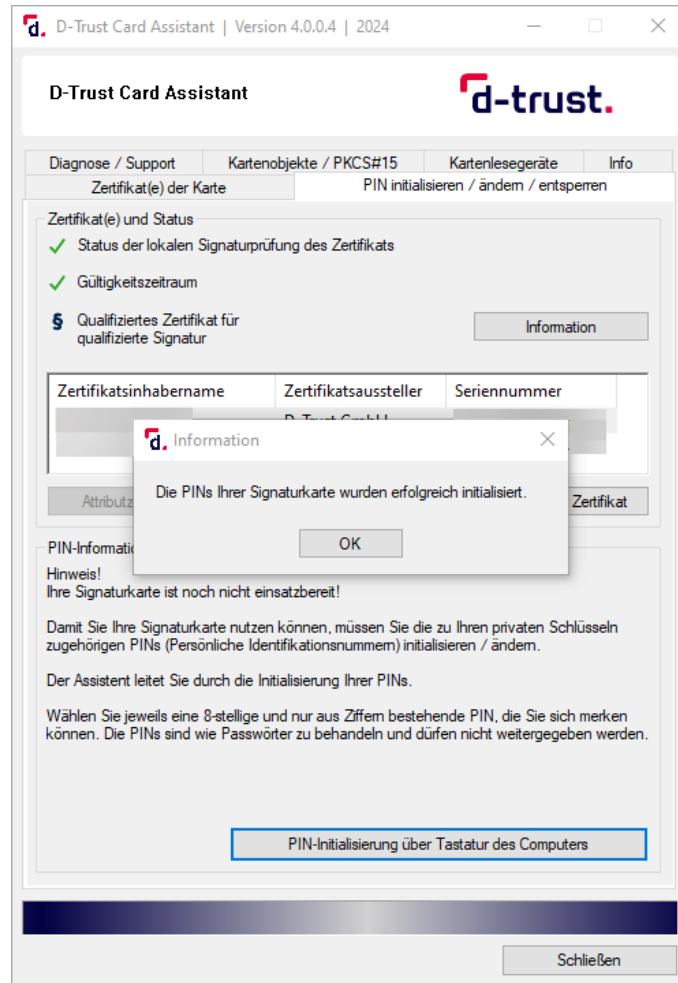 d. D-Trust Card Assistant | Version 4.0.0.4 | 2024
D-Trust Card Assistant
d-trust.
Diagnose / Support
Kartenobjekte / PKCS#15
Kartenlesegeräte
Info
Zertifikat(e) der Karte
PIN initialisieren / ändern / entsperren
Zertifikat(e) und Status
Status der lokalen Signaturprüfung des Zertifikats
Gültigkeitszeitraum
§ Qualifiziertes Zertifikat für
qualifizierte Signatur
Information
Zertifikatsinhabername
Zertifikatsaussteller
Seriennummer
D-Trust GmbH
d. Information
Die PINs Ihrer Signaturkarte wurden erfolgreich initialisiert.
OK
Zertifikat
Hinweis!
Ihre Signaturkarte ist noch nicht einsatzbereit!
Damit Sie Ihre Signaturkarte nutzen können, müssen Sie die zu Ihren privaten Schlüsseln
zugehörigen PINs (Persönliche Identifikationsnummern) initialisieren / ändern.
Der Assistent leitet Sie durch die Initialisierung Ihrer PINs.
Wählen Sie jeweils eine 8-stellige und nur aus Ziffern bestehende PIN, die Sie sich merken
können. Die PINs sind wie Passwörter zu behandeln und dürfen nicht weitergegeben werden.
PIN-Initialisierung über Tastatur des Computers
Schließen